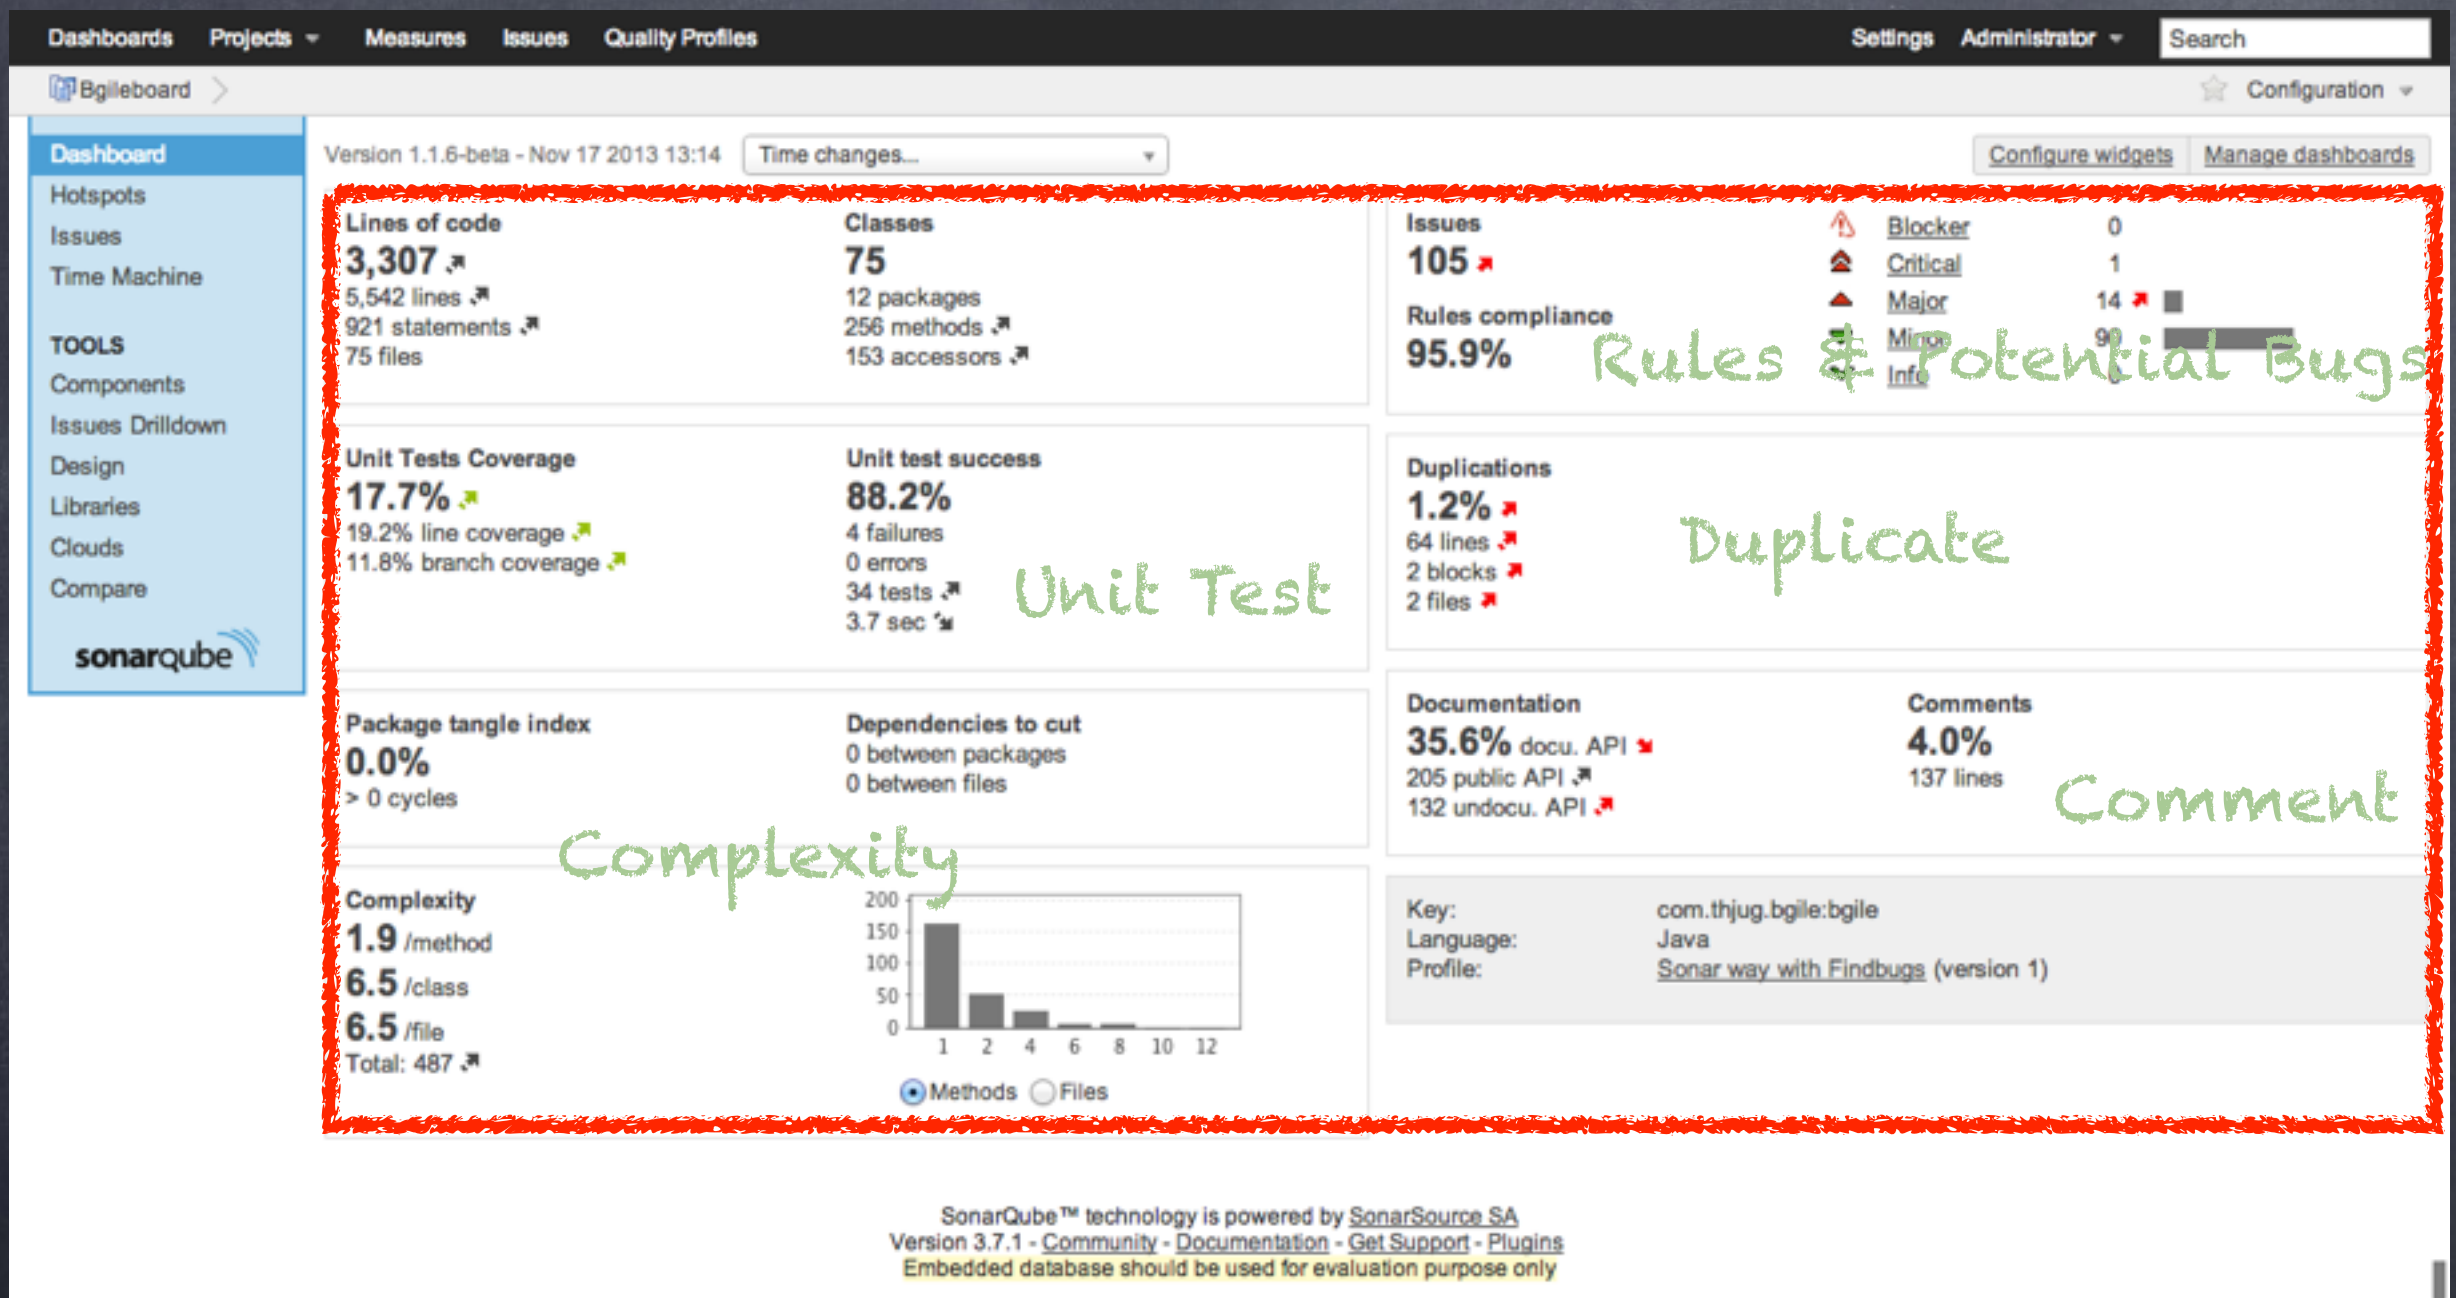 Dashboards Projects Measures Issues Quality Profiles Settings Administrator Search
Bgileboard Configuration
Dashboard
Hotspots
Issues
Time Machine
TOOLS
Components
Issues Drilldown
Design
Libraries
Clouds
Compare
sonarqube
Version 1.1.6-beta - Nov 17 2013 13:14 Time changes... Configure widgets Manage dashboards
Lines of code
3,307
5,542 lines
921 statements
75 files
Classes
75
12 packages
256 methods
153 accessors
Issues
105
Rules compliance
95.9%
Blocker 0
Critical 1
Major 14
Minor 90
Info 0
Rules & Potential Bugs
Unit Tests Coverage
17.7%
19.2% line coverage
11.8% branch coverage
Unit test success
88.2%
4 failures
0 errors
34 tests
3.7 sec
Unit Test
Duplications
1.2%
64 lines
2 blocks
2 files
Duplicate
Package tangle index
0.0%
> 0 cycles
Dependencies to cut
0 between packages
0 between files
Documentation
35.6% docu. API
205 public API
132 undocu. API
Comments
4.0%
137 lines
Comment
Complexity
Complexity
1.9 /method
6.5 /class
6.5 /file
Total: 487
200
150
100
50
0
1 2 4 6 8 10 12
Methods Files
Key: com.thjug.bgile:bgile
Language: Java
Profile: Sonar way with Findbugs (version 1)
SonarQube™ technology is powered by SonarSource SA
Version 3.7.1 - Community - Documentation - Get Support - Plugins
Embedded database should be used for evaluation purpose only